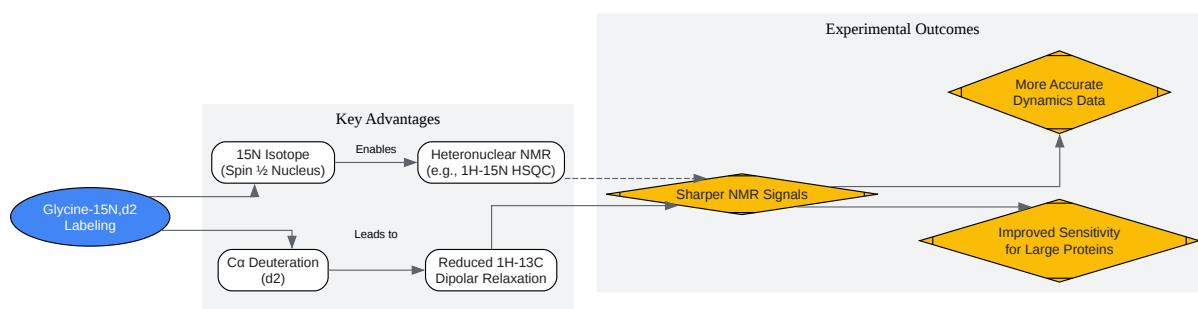 Experimental Outcomes
More Accurate
Dynamics Data
Key Advantages
15N Isotope
(Spin ½ Nucleus)
Enables
Heteronuclear NMR
(e.g., 1H-15N HSQC)
Sharper NMR Signals
Glycine-15N,d2
Labeling
Leads to
Cα Deuteration
(d2)
Reduced 1H-13C
Dipolar Relaxation
Improved Sensitivity
for Large Proteins